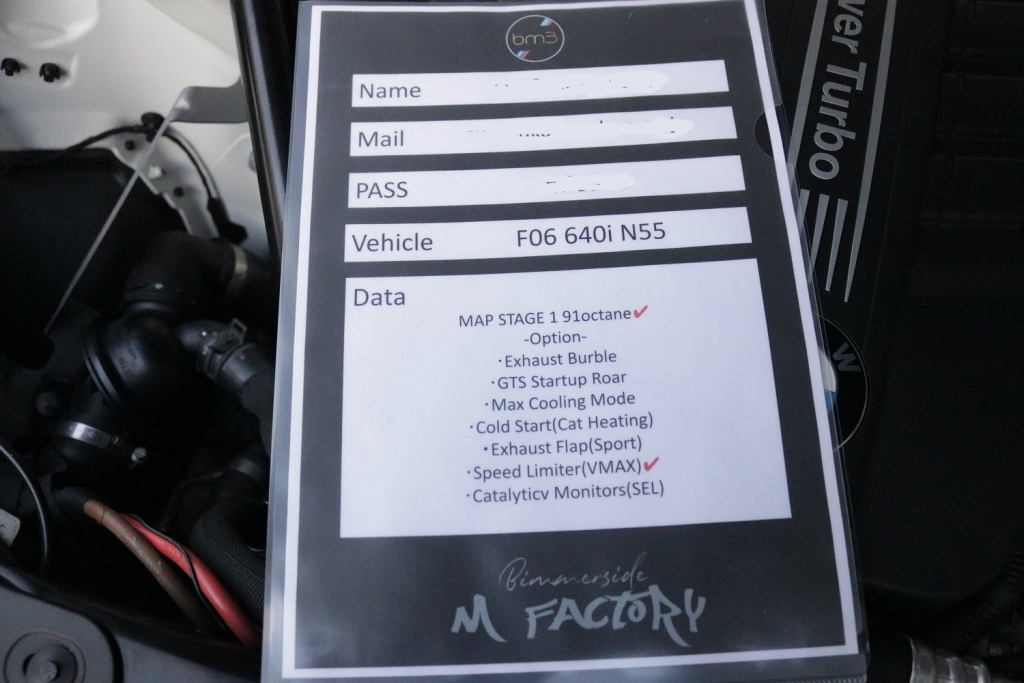 bm3
Name
Mail
PASS
Vehicle F06 640i N55
Data
MAP STAGE 1 91octane✓
-Option-
・Exhaust Burble
・GTS Startup Roar
・Max Cooling Mode
・Cold Start(Cat Heating)
・Exhaust Flap(Sport)
・Speed Limiter(VMAX)✓
・Catalyticv Monitors(SEL)
Bimmerside
M FACTORY
Turbo
W